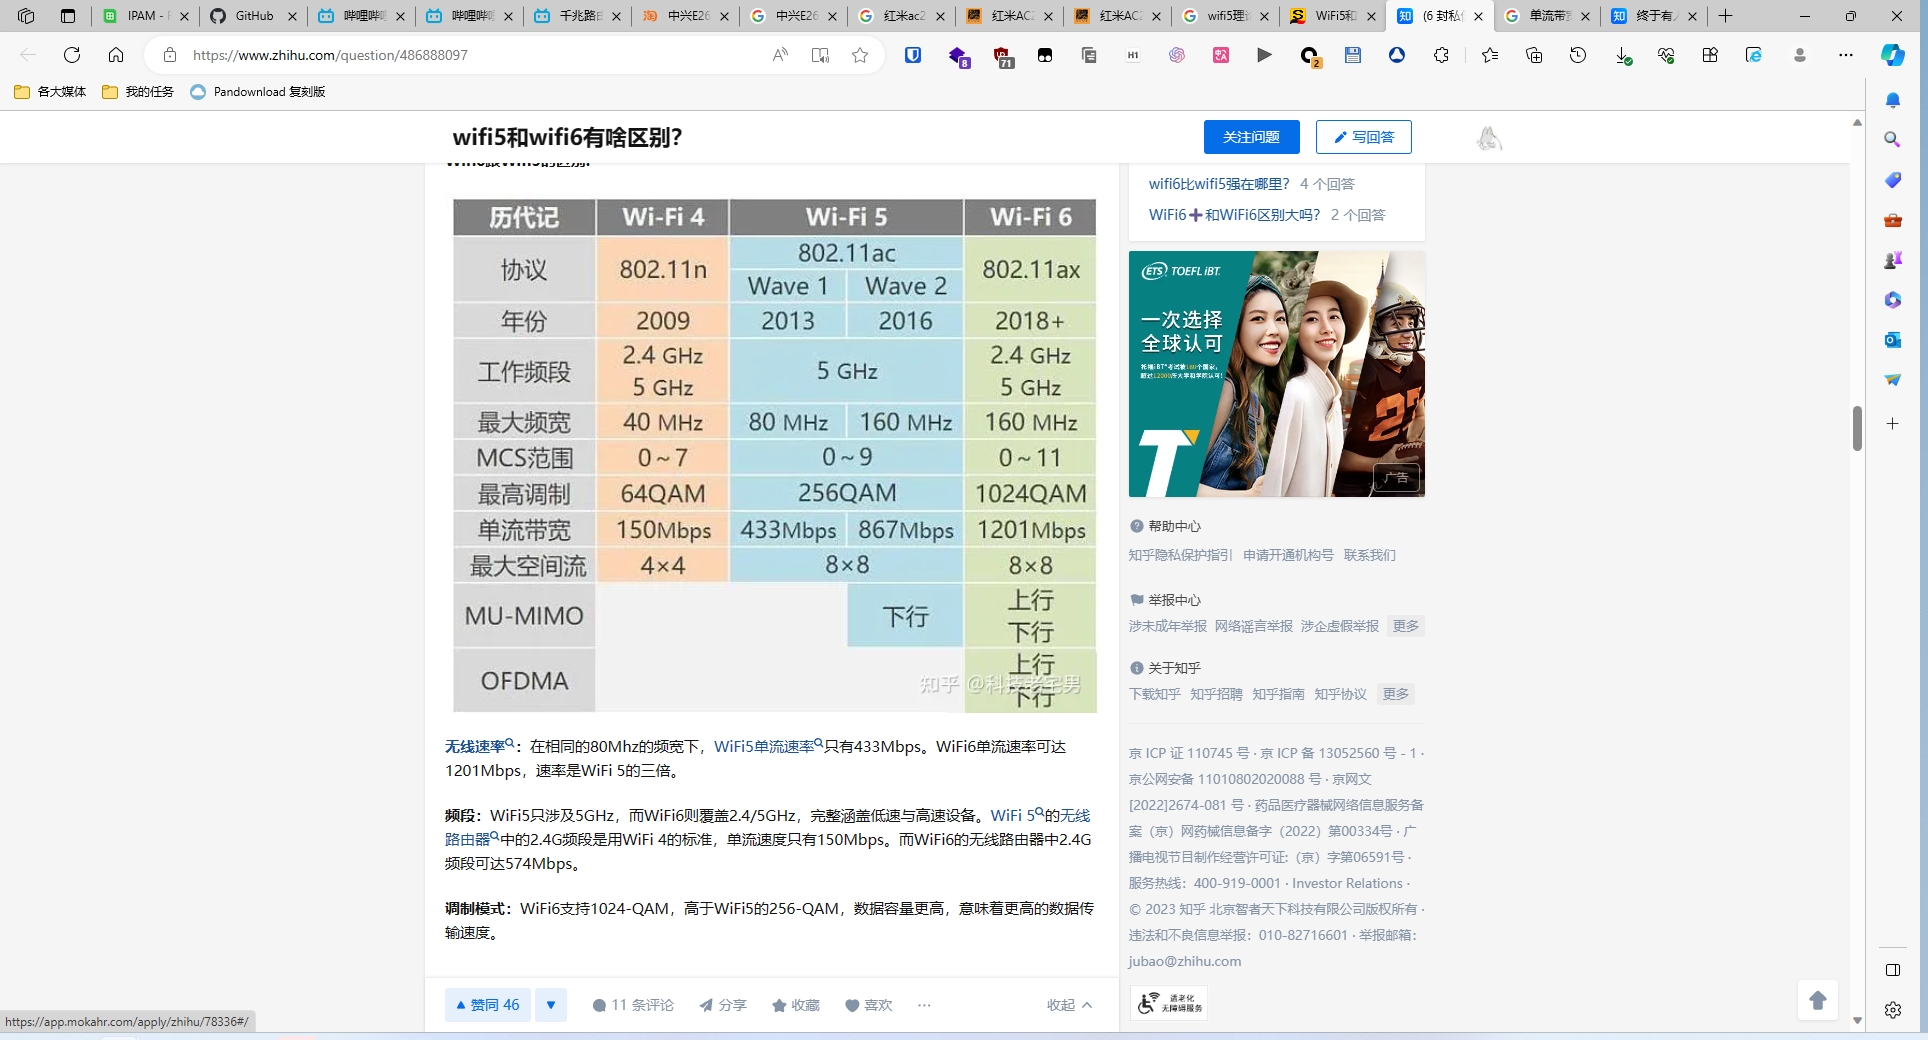 IPAM - F
GitHub
哔哩哔哩
哔哩哔哩
千兆路由
中兴E26
中兴E26
红米ac2
红米AC2
红米AC2
wifi5理论
WiFi5和
(6 封私信
单流带宽
终于有人
https://www.zhihu.com/question/486888097
8
71
H1
2
各大媒体
我的任务
Pandownload 复刻版
wifi5和wifi6有啥区别？
关注问题
写回答
历代记 Wi-Fi 4 Wi-Fi 5 Wi-Fi 6
协议 802.11n 802.11ac 802.11ax
Wave 1 Wave 2
年份 2009 2013 2016 2018+
工作频段 2.4 GHz 5 GHz 5 GHz 2.4 GHz 5 GHz
最大频宽 40 MHz 80 MHz 160 MHz 160 MHz
MCS范围 0～7 0～9 0～11
最高调制 64QAM 256QAM 1024QAM
单流带宽 150Mbps 433Mbps 867Mbps 1201Mbps
最大空间流 4×4 8×8 8×8
MU-MIMO 下行 上行 下行
OFDMA 上行 下行
知乎 @科技老宅男
无线速率：在相同的80Mhz的频宽下，WiFi5单流速率只有433Mbps。WiFi6单流速率可达
1201Mbps，速率是WiFi 5的三倍。
频段：WiFi5只涉及5GHz，而WiFi6则覆盖2.4/5GHz，完整涵盖低速与高速设备。WiFi 5的无线
路由器中的2.4G频段是用WiFi 4的标准，单流速度只有150Mbps。而WiFi6的无线路由器中2.4G
频段可达574Mbps。
调制模式：WiFi6支持1024-QAM，高于WiFi5的256-QAM，数据容量更高，意味着更高的数据传
输速度。
赞同 46
11 条评论
分享
收藏
喜欢
收起
wifi6比wifi5强在哪里？ 4 个回答
WiFi6➕和WiFi6区别大吗？ 2 个回答
ETS TOEFL iBT.
一次选择
全球认可
广告
帮助中心
知乎隐私保护指引 申请开通机构号 联系我们
举报中心
涉未成年举报 网络谣言举报 涉企虚假举报 更多
关于知乎
下载知乎 知乎招聘 知乎指南 知乎协议 更多
京 ICP 证 110745 号 · 京 ICP 备 13052560 号 - 1 ·
京公网安备 11010802020088 号 · 京网文
[2022]2674-081 号 · 药品医疗器械网络信息服务备
案（京）网药械信息备字（2022）第00334号 · 广
播电视节目制作经营许可证:（京）字第06591号 ·
服务热线：400-919-0001 · Investor Relations ·
© 2023 知乎 北京智者天下科技有限公司版权所有 ·
违法和不良信息举报：010-82716601 · 举报邮箱：
jubao@zhihu.com
适老化
无障碍服务
https://app.mokahr.com/apply/zhihu/78336#/